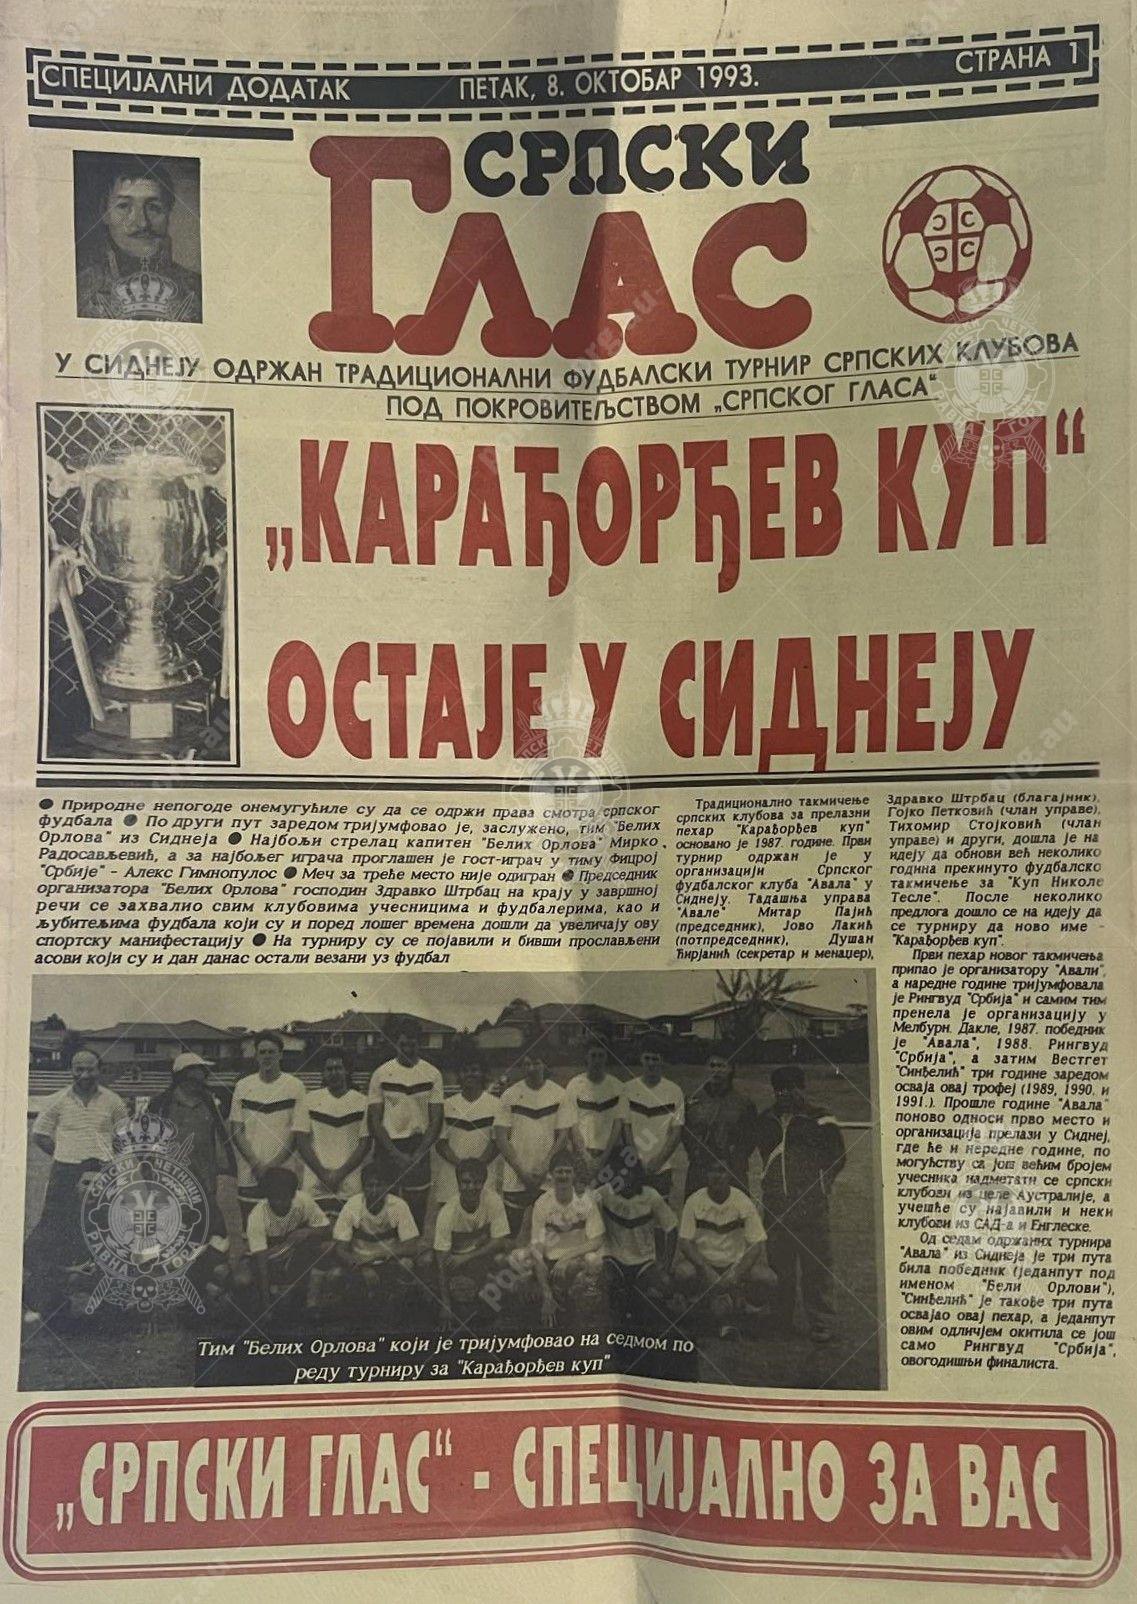 СПЕЦИЈАЛНИ ДОДАТАК
ПЕТАК, 8. ОКТОБАР 1993.
СТРАНА 1
СРПСКИ
ГЛАС
У СИДНЕЈУ ОДРЖАН ТРАДИЦИОНАЛНИ ФУДБАЛСКИ ТУРНИР СРПСКИХ КЛУБОВА
ПОД ПОКРОВИТЕЉСТВОМ „СРПСКОГ ГЛАСА“
„КАРАЂОРЂЕВ КУП“
ОСТАЈЕ У СИДНЕЈУ
● Природне непогоде онемугућиле су да се одржи права смотра српског
фудбала ● По други пут заредом тријумфовао је, заслужено, тим "Белих
Орлова" из Сиднеја ● Најбољи стрелац капитен "Белих Орлова" Мирко
Радосављевић, а за најбољег играча проглашен је гост-играч у тиму Фицрој
"Србије" - Алекс Гимнопулос ● Меч за треће место није одигран ● Председник
организатора "Белих Орлова" господин Здравко Штрбац на крају у завршној
речи се захвалио свим клубовима учесницима и фудбалерима, као и
љубитељима фудбала који су и поред лошег времена дошли да увеличају ову
спортску манифестацију ● На турниру су се појавили и бивши прослављени
асови који су и дан данас остали везани уз фудбал
Традиционално такмичење
српских клубова за прелазни
пехар "Карађорђев куп"
основано је 1987. године. Први
турнир одржан је у
организацији Српског
фудбалског клуба "Авала" у
Сиднеју. Тадашња управа
"Авале" Митар Пајић
(председник), Јово Лакић
(потпредседник), Душан
Ћирјанић (секретар и менаџер),
Здравко Штрбац (благајник),
Гојко Петковић (члан управе),
Тихомир Стојковић (члан
управе) и други, дошла је на
идеју да обнови већ неколико
година прекинуто фудбалско
такмичење за "Куп Николе
Тесле". После неколико
предлога дошло се на идеју да
се турниру да ново име -
"Карађорђев куп".
Први пехар новог такмичења
припао је организатору "Авали",
а наредне године тријумфовала
је Рингвуд "Србија" и самим тим
пренела је организацију у
Мелбурн. Дакле, 1987. победник
је "Авала", 1988. Рингвуд
"Србија", а затим Вестгет
"Синђелић" три године заредом
осваја овај трофеј (1989, 1990. и
1991.). Прошле године "Авала"
поново односи прво место и
организација прелази у Сиднеј,
где ће и нередне године, по
могућству са још већим бројем
учесника надметати се српски
клубови из целе Аустралије, а
учешће су најавили и неки
клубови из САД-а и Енглеске.
Од седам одржаних турнира
"Авала" из Сиднеја је три пута
била победник (једанпут под
именом "Бели Орлови"),
"Синђелић" је такође три пута
освајао овај пехар, а једанпут
овим одличјем окитила се још
само Рингвуд "Србија",
овогодишњи финалиста.
Тим "Белих Орлова" који је тријумфовао на седмом по
реду турниру за "Карађорђев куп"
„СРПСКИ ГЛАС“ - СПЕЦИЈАЛНО ЗА ВАС